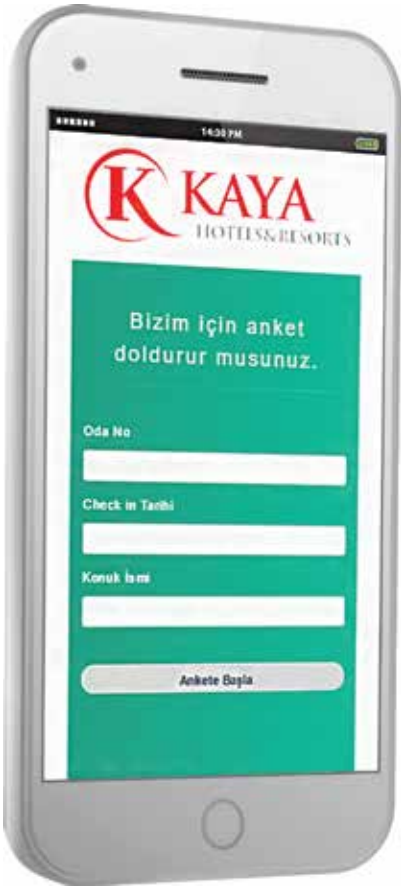 14:30 PM
K KAYA
HOTELS&RESORTS
Bizim için anket
doldurur musunuz.
Oda No
Check in Tarihi
Konuk İsmi
Ankete Başla